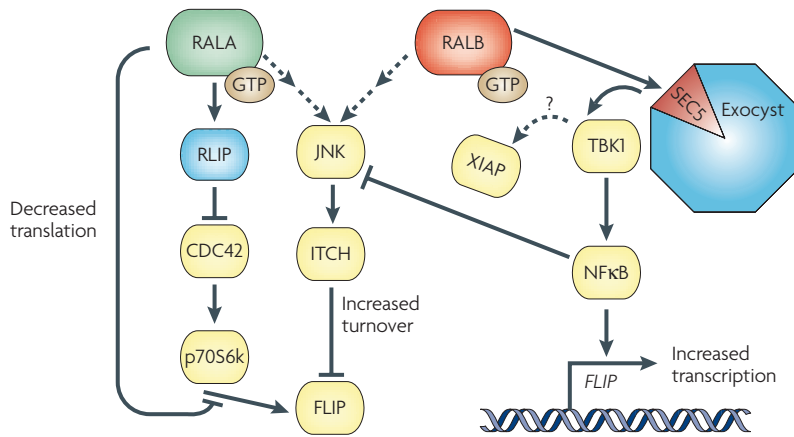 RALA
GTP
RALB
GTP
SEC5
Exocyst
?
RLIP
JNK
XIAP
TBK1
Decreased
translation
CDC42
ITCH
NFκB
Increased
turnover
p70S6k
FLIP
FLIP
Increased
transcription